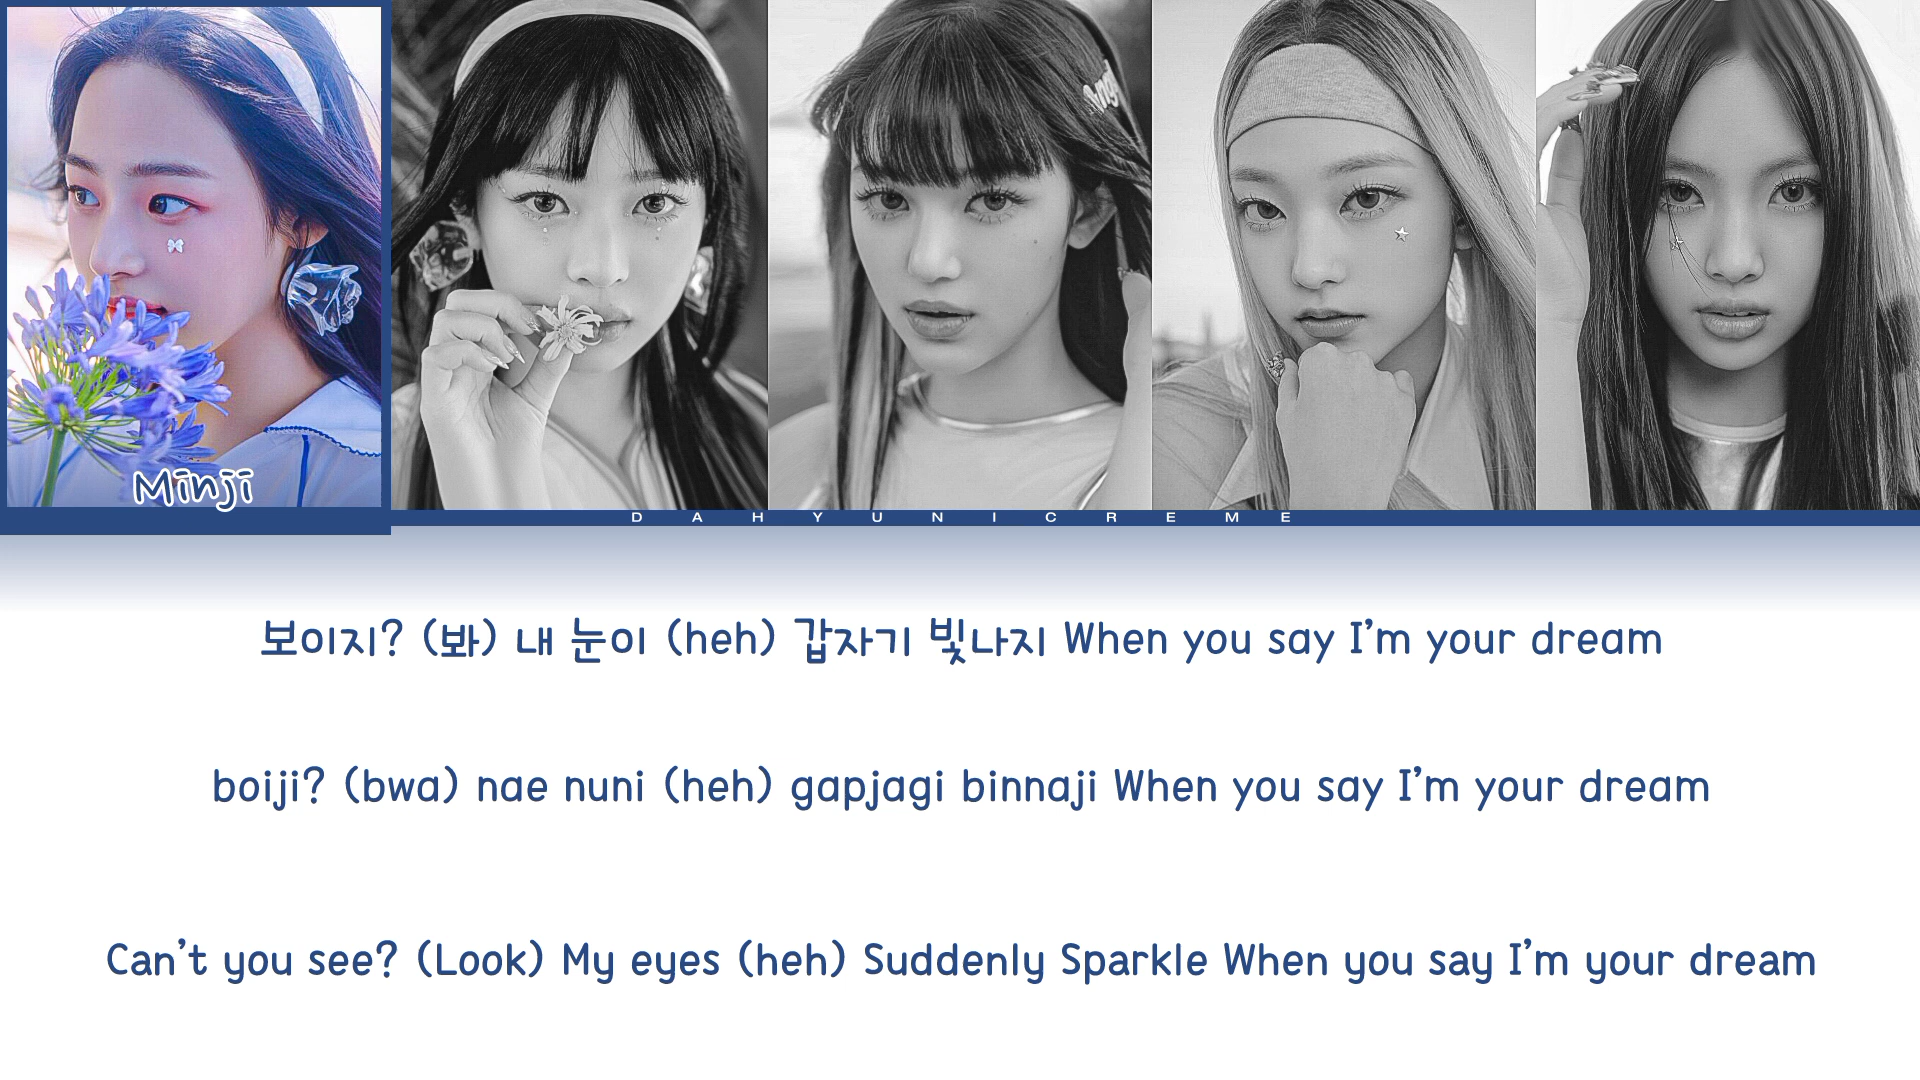 Minji
DAHYUNICREME
보이지? (봐) 내 눈이 (heh) 갑자기 빛나지 When you say I’m your dream
boiji? (bwa) nae nuni (heh) gapjagi binnaji When you say I’m your dream
Can’t you see? (Look) My eyes (heh) Suddenly Sparkle When you say I’m your dream